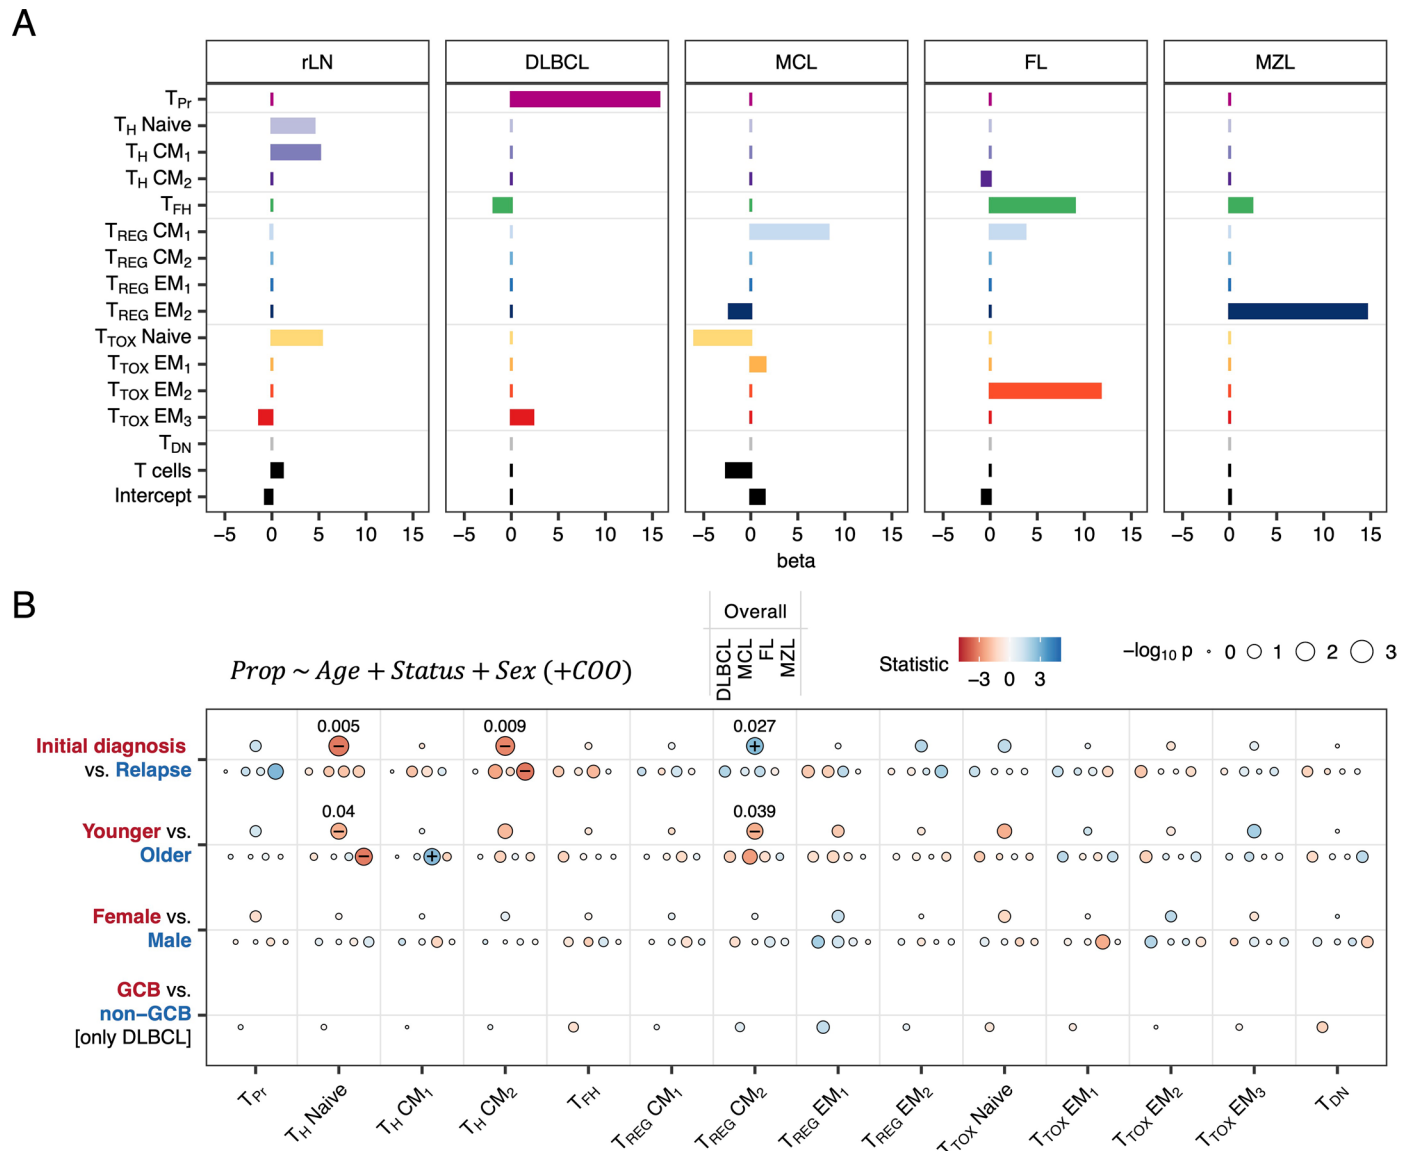 A
rLN DLBCL MCL FL MZL
TPr
TH Naive
TH CM1
TH CM2
TFH
TREG CM1
TREG CM2
TREG EM1
TREG EM2
TTOX Naive
TTOX EM1
TTOX EM2
TTOX EM3
TDN
T cells
Intercept
−5 0 5 10 15 −5 0 5 10 15 −5 0 5 10 15 −5 0 5 10 15 −5 0 5 10 15
beta
B
Overall
DLBCL
MCL
FL
MZL
Prop ~ Age + Status + Sex (+COO)
Statistic
−3 0 3
−log10 p 0 1 2 3
0.005 0.009 0.027
Initial diagnosis
vs. Relapse
− − +
−
0.04 0.039
Younger vs.
Older
− −
− +
Female vs.
Male
GCB vs.
non−GCB
[only DLBCL]
TPr
TH Naive
TH CM1
TH CM2
TFH
TREG CM1
TREG CM2
TREG EM1
TREG EM2
TTOX Naive
TTOX EM1
TTOX EM2
TTOX EM3
TDN